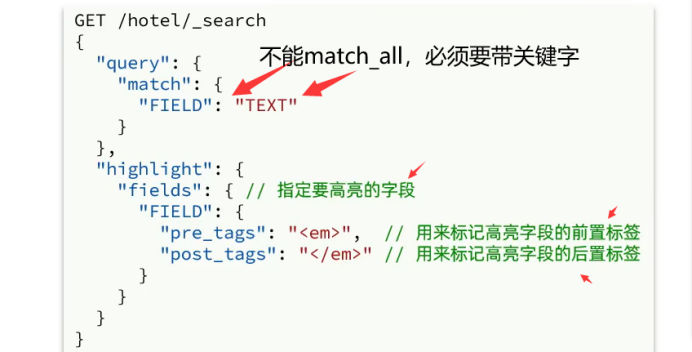 GET /hotel/_search
{
  "query": {
不能match_all，必须要带关键字
    "match": {
      "FIELD": "TEXT"
    }
  },
  "highlight": {
    "fields": { // 指定要高亮的字段
      "FIELD": {
        "pre_tags": "<em>",  // 用来标记高亮字段的前置标签
        "post_tags": "</em>" // 用来标记高亮字段的后置标签
      }
    }
  }
}